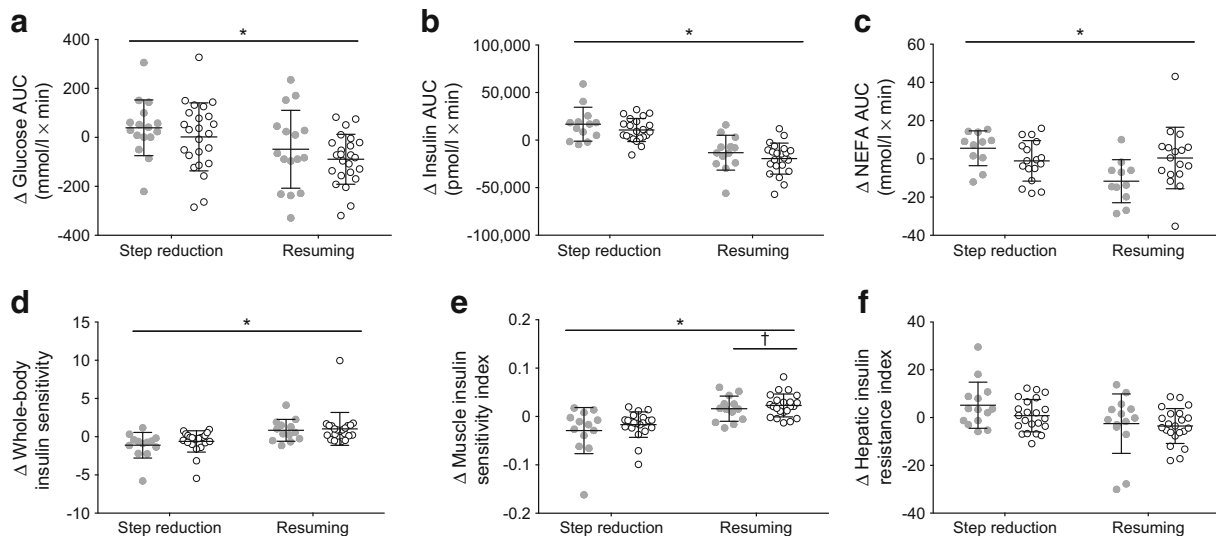 a
Δ Glucose AUC
(mmol/l × min)
400
200
0
-200
-400
*
Step reduction
Resuming
b
Δ Insulin AUC
(pmol/l × min)
100,000
50,000
0
-50,000
-100,000
*
Step reduction
Resuming
c
Δ NEFA AUC
(mmol/l × min)
60
40
20
0
-20
-40
*
Step reduction
Resuming
d
Δ Whole-body
insulin sensitivity
15
10
5
0
-5
-10
*
Step reduction
Resuming
e
Δ Muscle insulin
sensitivity index
0.2
0.1
0
-0.1
-0.2
*
†
Step reduction
Resuming
f
Δ Hepatic insulin
resistance index
40
20
0
-20
-40
Step reduction
Resuming